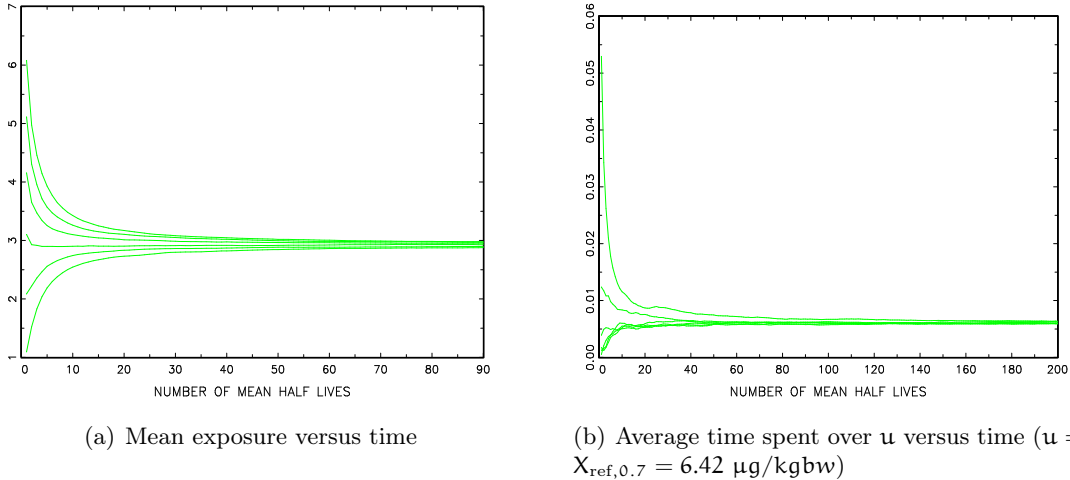 7
6
5
4
3
2
1
0 10 20 30 40 50 60 70 80 90
NUMBER OF MEAN HALF LIVES
(a) Mean exposure versus time
0.06
0.05
0.04
0.03
0.02
0.01
0.00
0 20 40 60 80 100 120 140 160 180 200
NUMBER OF MEAN HALF LIVES
(b) Average time spent over u versus time (u =
X_ref,0.7 = 6.42 μg/kgbw)